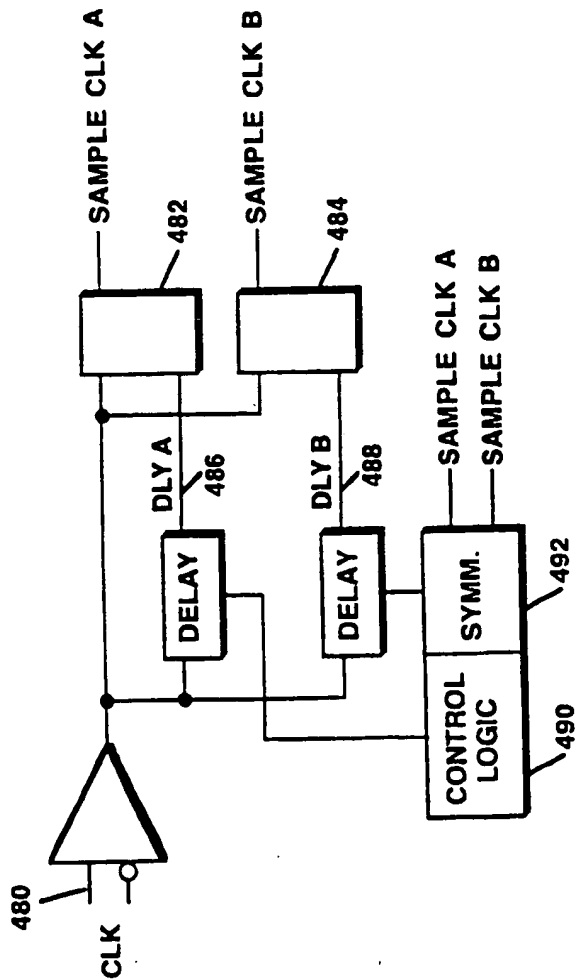 480
CLK
SAMPLE CLK A
482
DLY A
486
DELAY
SAMPLE CLK B
484
DLY B
488
DELAY
CONTROL
LOGIC
SYMM.
SAMPLE CLK A
SAMPLE CLK B
490
492